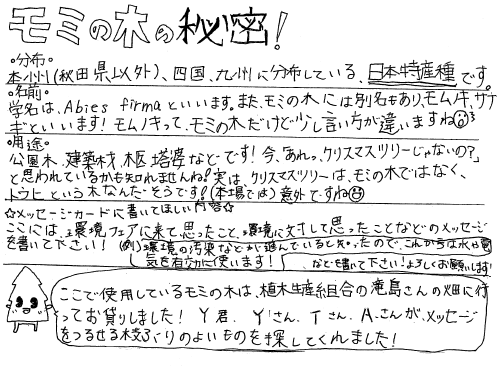 モミの木の秘密!
・分布・
本州(秋田県以外)、四国、九州に分布している、日本特産種です。
・名前・
学名は、Abies firmaといいます。また、モミの木には別名もあり、モムノキ、サナ
ギといいます!モムノキって、モミの木だけど少し言い方が違いますね
・用途・
公園木、建築材、棺、塔婆などです!今、「あれっ、クリスマスツリーじゃないの?」
と思われているかも知れませんね!実は、クリスマスツリーは、モミの木ではなく、
トウヒという木なんだそうです!(本場では)意外ですね
☆メッセージカードに書いてほしい内容☆
ここには、環境フェアに来て思ったこと、環境に対して思ったことなどのメッセージ
を書いて下さい!(例)環境の汚染などが進んでいると知ったので、これからは水や電
気を有効に使います! などを書いて下さい!よろしくお願いします!
ここで使用しているモミの木は、植木生産組合の滝島さんの畑に行
ってお貸りしました!Y君、Yさん、Iさん、Aさんが、メッセージ
をつるせる枝ぶりのよいものを探してくれました!